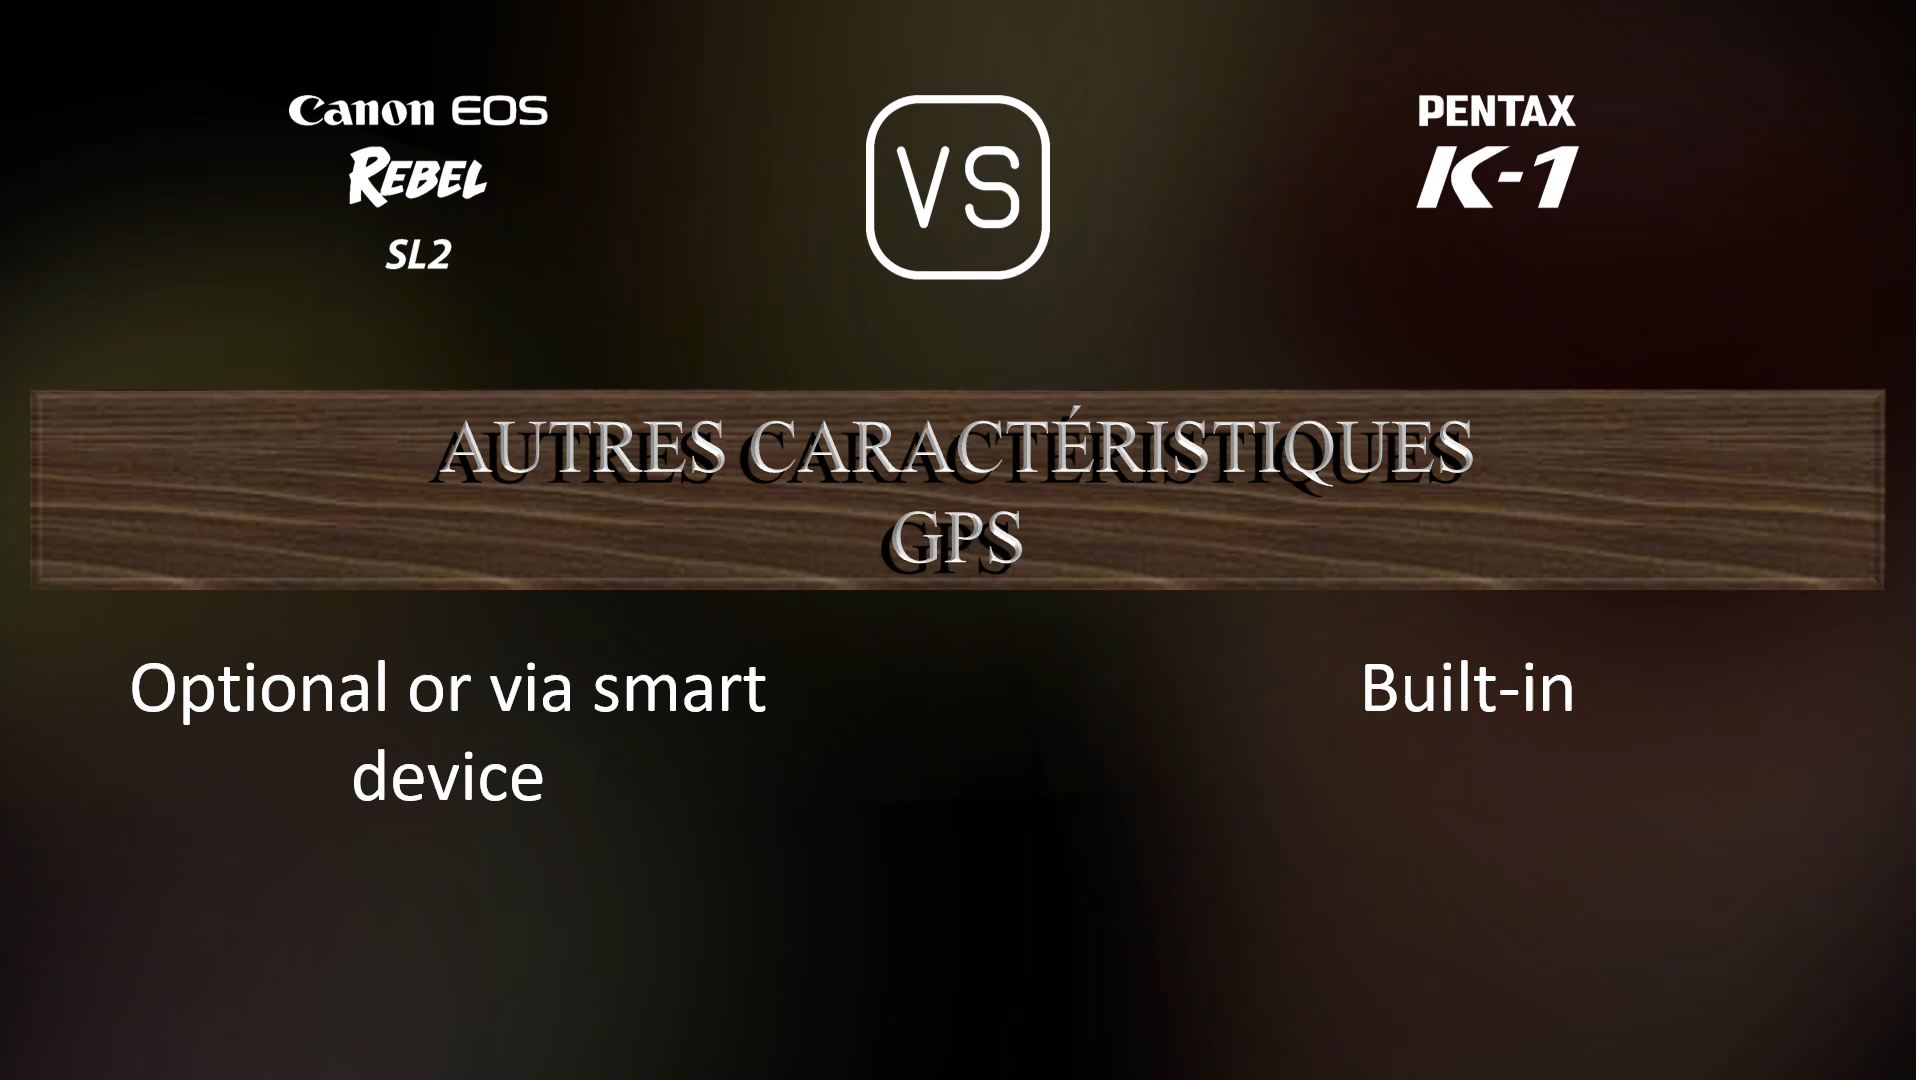 Canon EOS
REBEL
SL2
VS
PENTAX
K-1
AUTRES CARACTÉRISTIQUES
GPS
Optional or via smart
device
Built-in